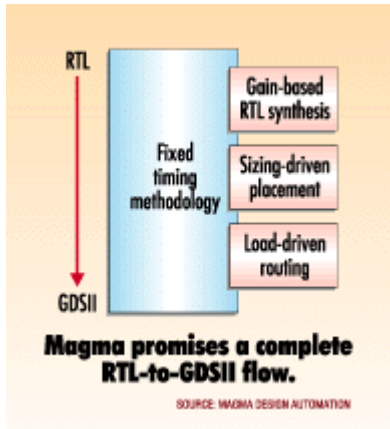 RTL
Gain-based
RTL synthesis
Fixed
timing
methodology
Sizing-driven
placement
Load-driven
routing
GDSII
Magma promises a complete
RTL-to-GDSII flow.
SOURCE: MAGMA DESIGN AUTOMATION